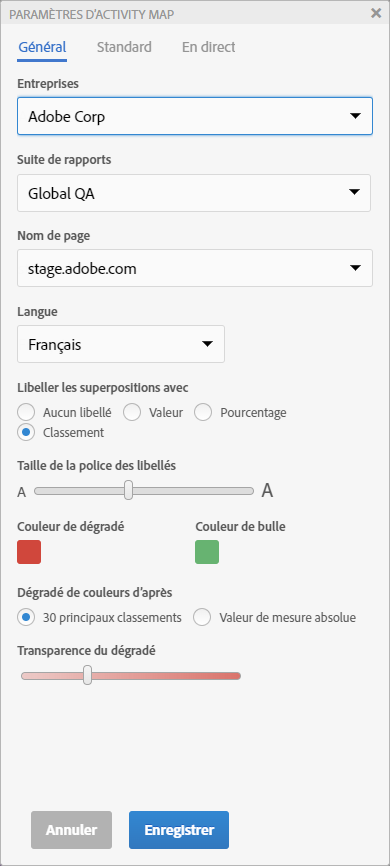 PARAMÈTRES D'ACTIVITY MAP
Général Standard En direct
Entreprises
Adobe Corp
Suite de rapports
Global QA
Nom de page
stage.adobe.com
Langue
Français
Libeller les superpositions avec
Aucun libellé Valeur Pourcentage
Classement
Taille de la police des libellés
A A
Couleur de dégradé Couleur de bulle
Dégradé de couleurs d'après
30 principaux classements Valeur de mesure absolue
Transparence du dégradé
Annuler Enregistrer